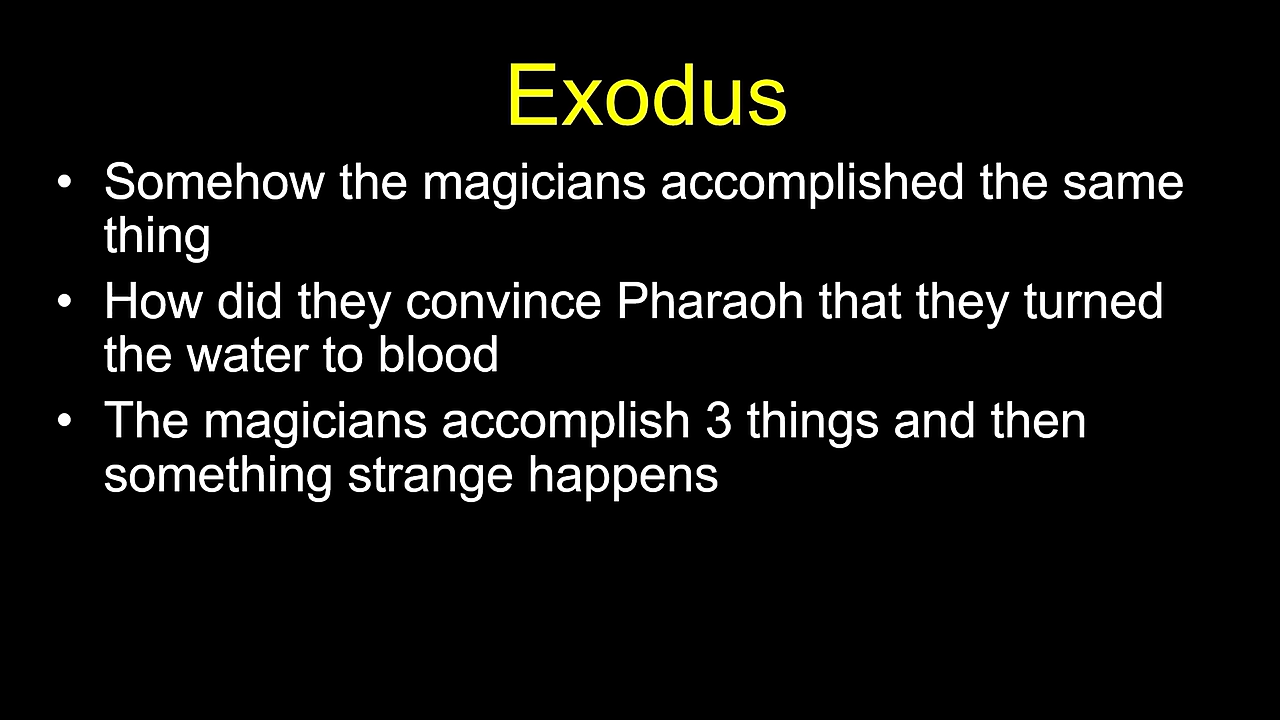 Exodus
• Somehow the magicians accomplished the same
thing
• How did they convince Pharaoh that they turned
the water to blood
• The magicians accomplish 3 things and then
something strange happens